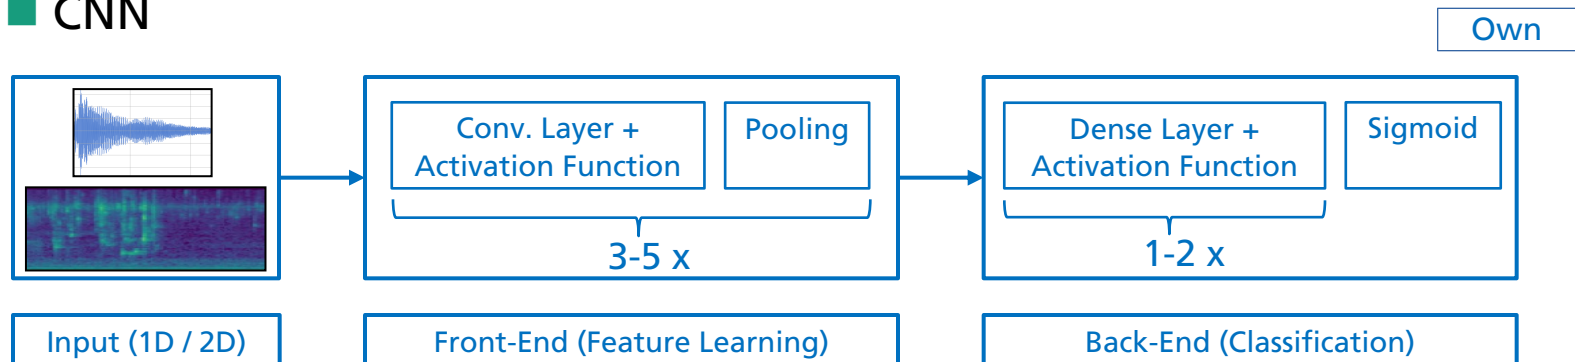 CNN
Own
Conv. Layer +
Activation Function
Pooling
3-5 x
Dense Layer +
Activation Function
Sigmoid
1-2 x
Input (1D / 2D)
Front-End (Feature Learning)
Back-End (Classification)